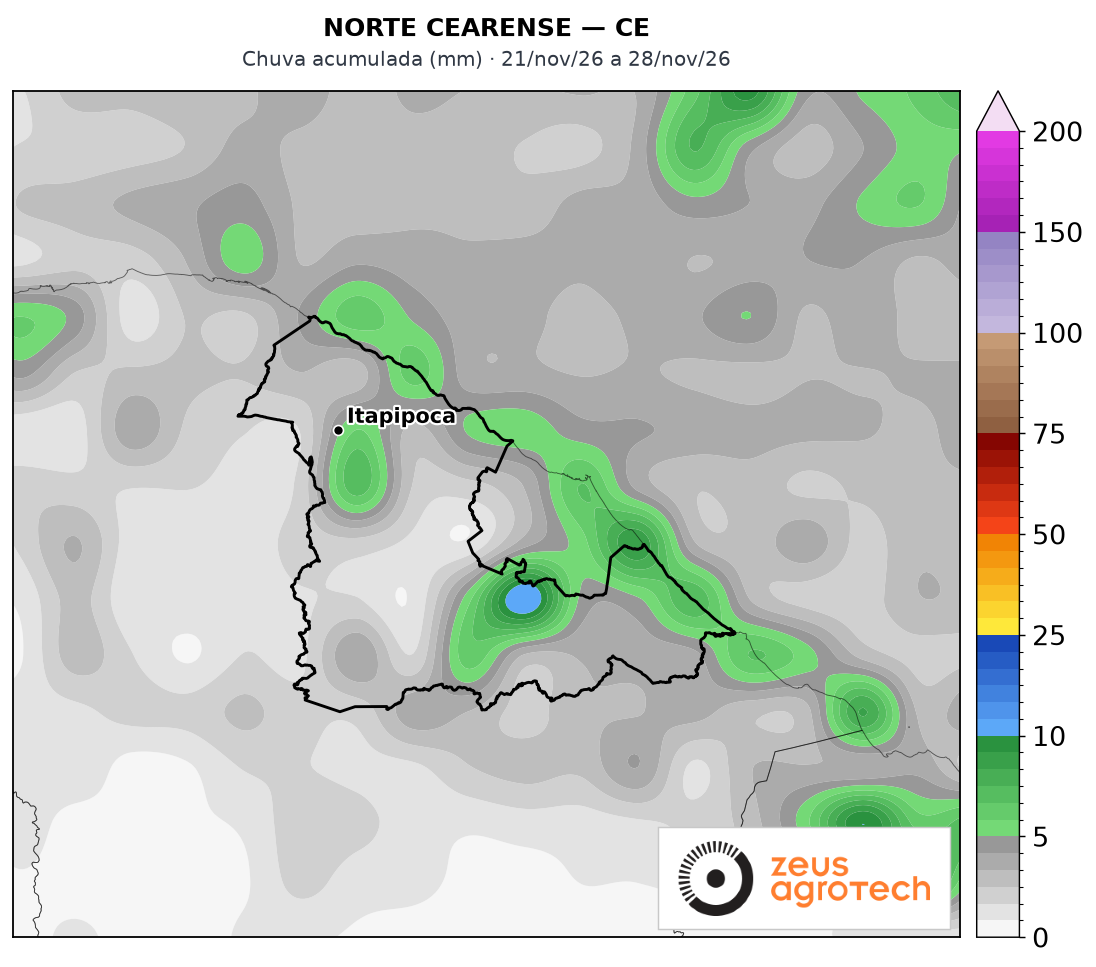 NORTE CEARENSE — CE
Chuva acumulada (mm) · 21/nov/26 a 28/nov/26
Itapipoca
200
150
100
75
50
25
10
5
0
zeus
agrotech